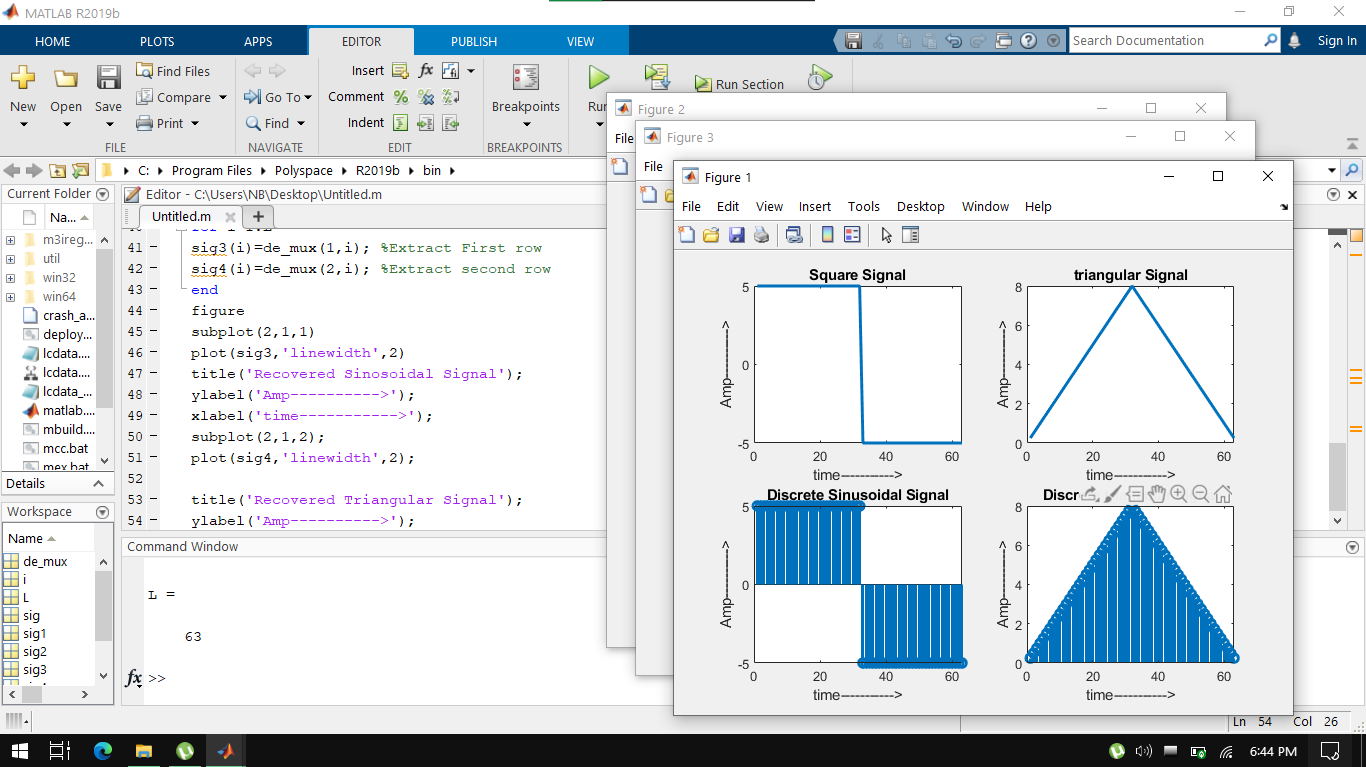 MATLAB R2019b
HOME PLOTS APPS EDITOR PUBLISH VIEW
Search Documentation
Sign In
New Open Save
Find Files
Compare
Print
FILE
Go To
Find
NAVIGATE
Insert fx
Comment
Indent
EDIT
Breakpoints
BREAKPOINTS
Run Section
C: Program Files Polyspace R2019b bin
Current Folder
Na...
m3ireg...
util
win32
win64
crash_a...
deploy...
lcdata....
lcdata....
lcdata_...
matlab....
mbuild....
mcc.bat
mex.bat
Details
Workspace
Name
de_mux
i
L
sig
sig1
sig2
sig3
Editor - C:\Users\NB\Desktop\Untitled.m
Untitled.m
41 - sig3(i)=de_mux(1,i); %Extract First row
42 - sig4(i)=de_mux(2,i); %Extract second row
43 - end
44 - figure
45 - subplot(2,1,1)
46 - plot(sig3,'linewidth',2)
47 - title('Recovered Sinosoidal Signal');
48 - ylabel('Amp---------->');
49 - xlabel('time----------->');
50 - subplot(2,1,2);
51 - plot(sig4,'linewidth',2);
52
53 - title('Recovered Triangular Signal');
54 - ylabel('Amp---------->');
Command Window
L =
63
fx >>
Figure 2
File
Figure 3
File
Figure 1
File Edit View Insert Tools Desktop Window Help
Square Signal
5
0
-5
0 20 40 60
Amp---------->
time----------->
triangular Signal
8
6
4
2
0
0 20 40 60
Amp---------->
time----------->
Discrete Sinusoidal Signal
5
0
-5
0 20 40 60
Amp---------->
time----------->
8
6
4
2
0
0 20 40 60
Amp---------->
time----------->
Ln 54 Col 26
6:44 PM